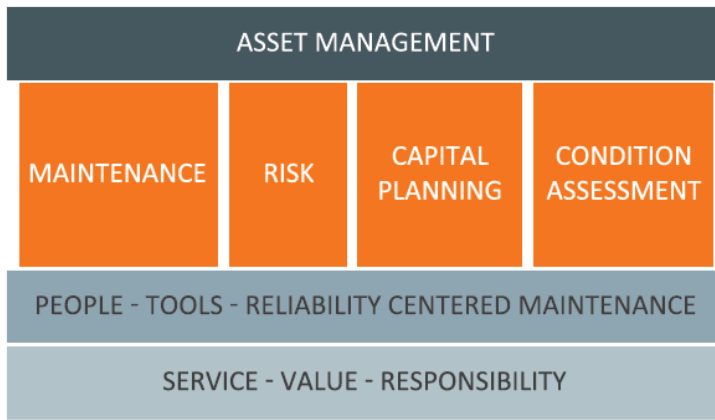 ASSET MANAGEMENT
MAINTENANCE
RISK
CAPITAL
PLANNING
CONDITION
ASSESSMENT
PEOPLE - TOOLS - RELIABILITY CENTERED MAINTENANCE
SERVICE - VALUE - RESPONSIBILITY